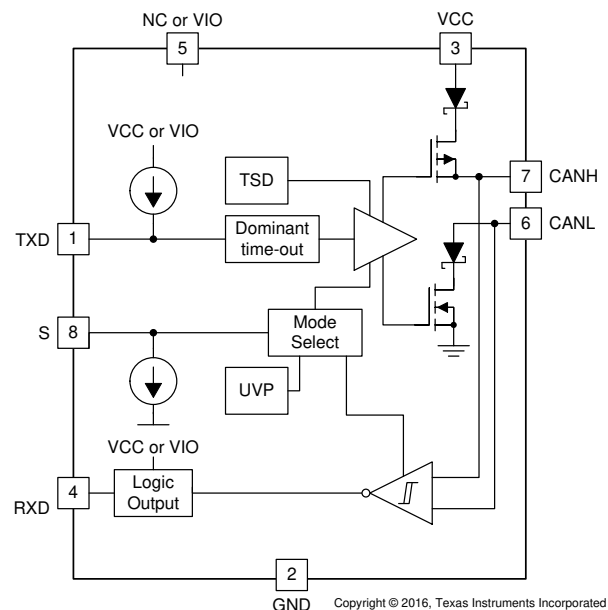 NC or VIO
VCC
5
3
VCC or VIO
TSD
7
CANH
TXD
1
Dominant
time-out
6
CANL
S
8
Mode
Select
UVP
VCC or VIO
RXD
4
Logic
Output
2
GND
Copyright © 2016, Texas Instruments Incorporated